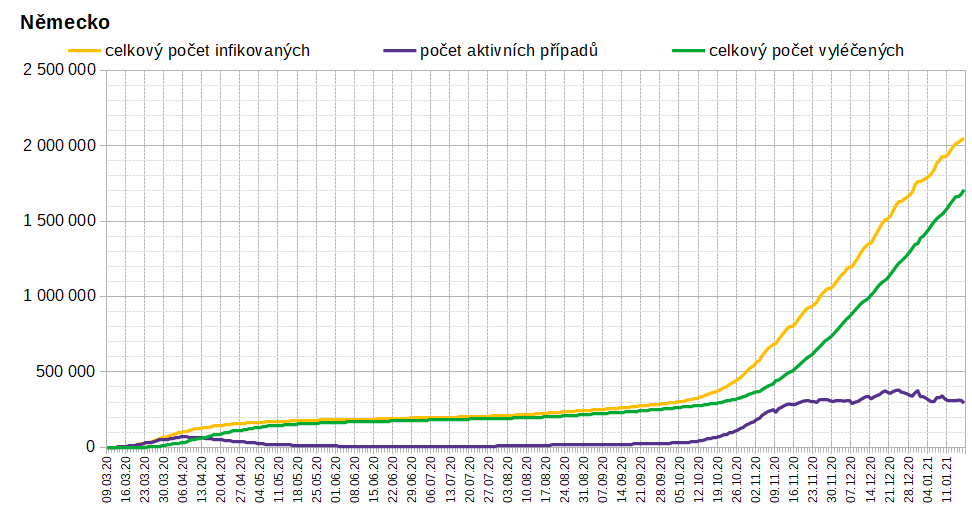 Německo
celkový počet infikovaných počet aktivních případů celkový počet vyléčených
2 500 000
2 000 000
1 500 000
1 000 000
500 000
0
09.03.20 16.03.20 23.03.20 30.03.20 06.04.20 13.04.20 20.04.20 27.04.20 04.05.20 11.05.20 18.05.20 25.05.20 01.06.20 08.06.20 15.06.20 22.06.20 29.06.20 06.07.20 13.07.20 20.07.20 27.07.20 03.08.20 10.08.20 17.08.20 24.08.20 31.08.20 07.09.20 14.09.20 21.09.20 28.09.20 05.10.20 12.10.20 19.10.20 26.10.20 02.11.20 09.11.20 16.11.20 23.11.20 30.11.20 07.12.20 14.12.20 21.12.20 28.12.20 04.01.21 11.01.21